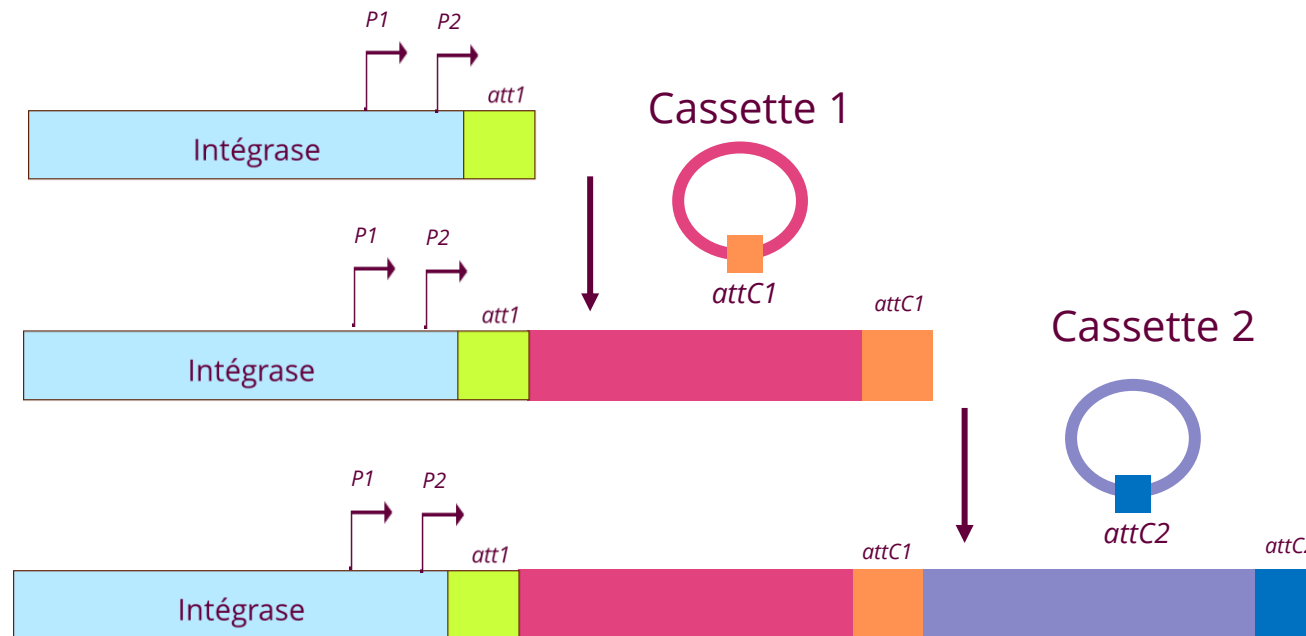 P1
P2
att1
Intégrase
Cassette 1
attC1
P1
P2
att1
attC1
Intégrase
Cassette 2
attC2
P1
P2
att1
attC1
attC2
Intégrase